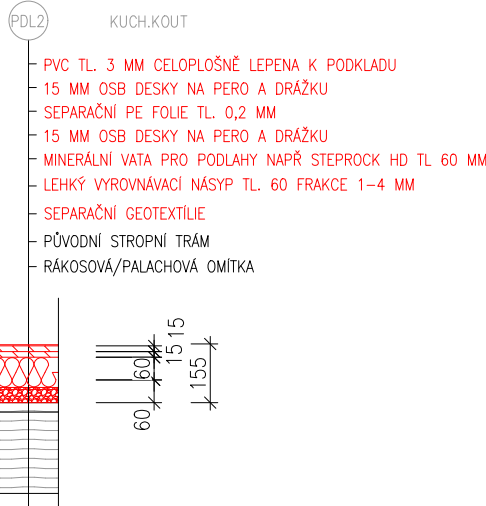 PDL2 KUCH.KOUT
PVC TL. 3 MM CELOPLOŠNĚ LEPENA K PODKLADU
15 MM OSB DESKY NA PERO A DRÁŽKU
SEPARAČNÍ PE FOLIE TL. 0,2 MM
15 MM OSB DESKY NA PERO A DRÁŽKU
MINERÁLNÍ VATA PRO PODLAHY NAPŘ STEPROCK HD TL 60 MM
LEHKÝ VYROVNÁVACÍ NÁSYP TL. 60 FRAKCE 1-4 MM
SEPARAČNÍ GEOTEXTÍLIE
PŮVODNÍ STROPNÍ TRÁM
RÁKOSOVÁ/PALACHOVÁ OMÍTKA
15 15
60
155
60